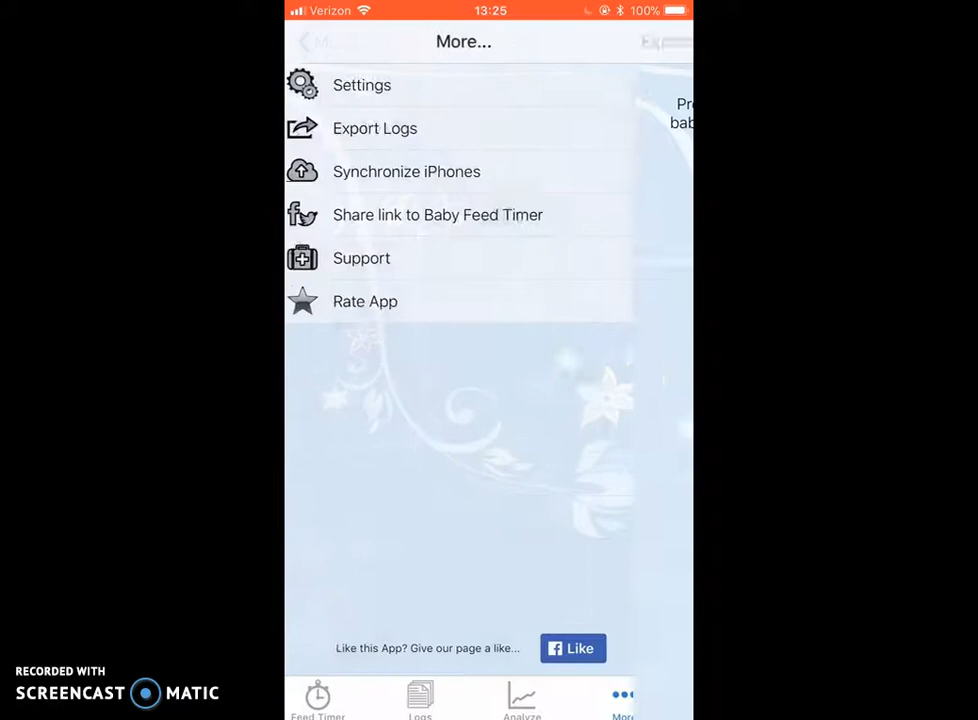 Verizon 13:25 100%
More...
Settings
Export Logs
Synchronize iPhones
Share link to Baby Feed Timer
Support
Rate App
Like this App? Give our page a like...
Like
Feed Timer Logs Analyze More
RECORDED WITH
SCREENCAST MATIC